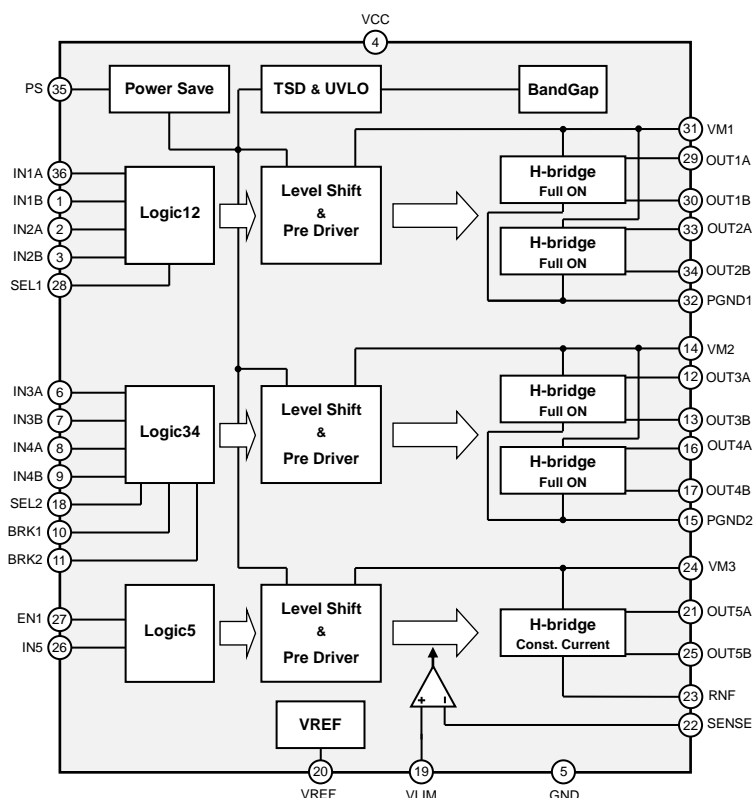 VCC
4
PS 35 Power Save TSD & UVLO BandGap
31 VM1
IN1A 36
29 OUT1A
H-bridge
Full ON
IN1B 1
30 OUT1B
Logic12
Level Shift
&
Pre Driver
IN2A 2
33 OUT2A
H-bridge
Full ON
IN2B 3
34 OUT2B
SEL1 28
32 PGND1
14 VM2
IN3A 6
12 OUT3A
H-bridge
Full ON
IN3B 7
13 OUT3B
Logic34
Level Shift
&
Pre Driver
IN4A 8
16 OUT4A
H-bridge
Full ON
IN4B 9
17 OUT4B
SEL2 18
15 PGND2
BRK1 10
BRK2 11
24 VM3
EN1 27
21 OUT5A
Logic5
Level Shift
&
Pre Driver
H-bridge
Const. Current
IN5 26
25 OUT5B
23 RNF
+ −
22 SENSE
VREF
20 19 5
VREF VLIM GND